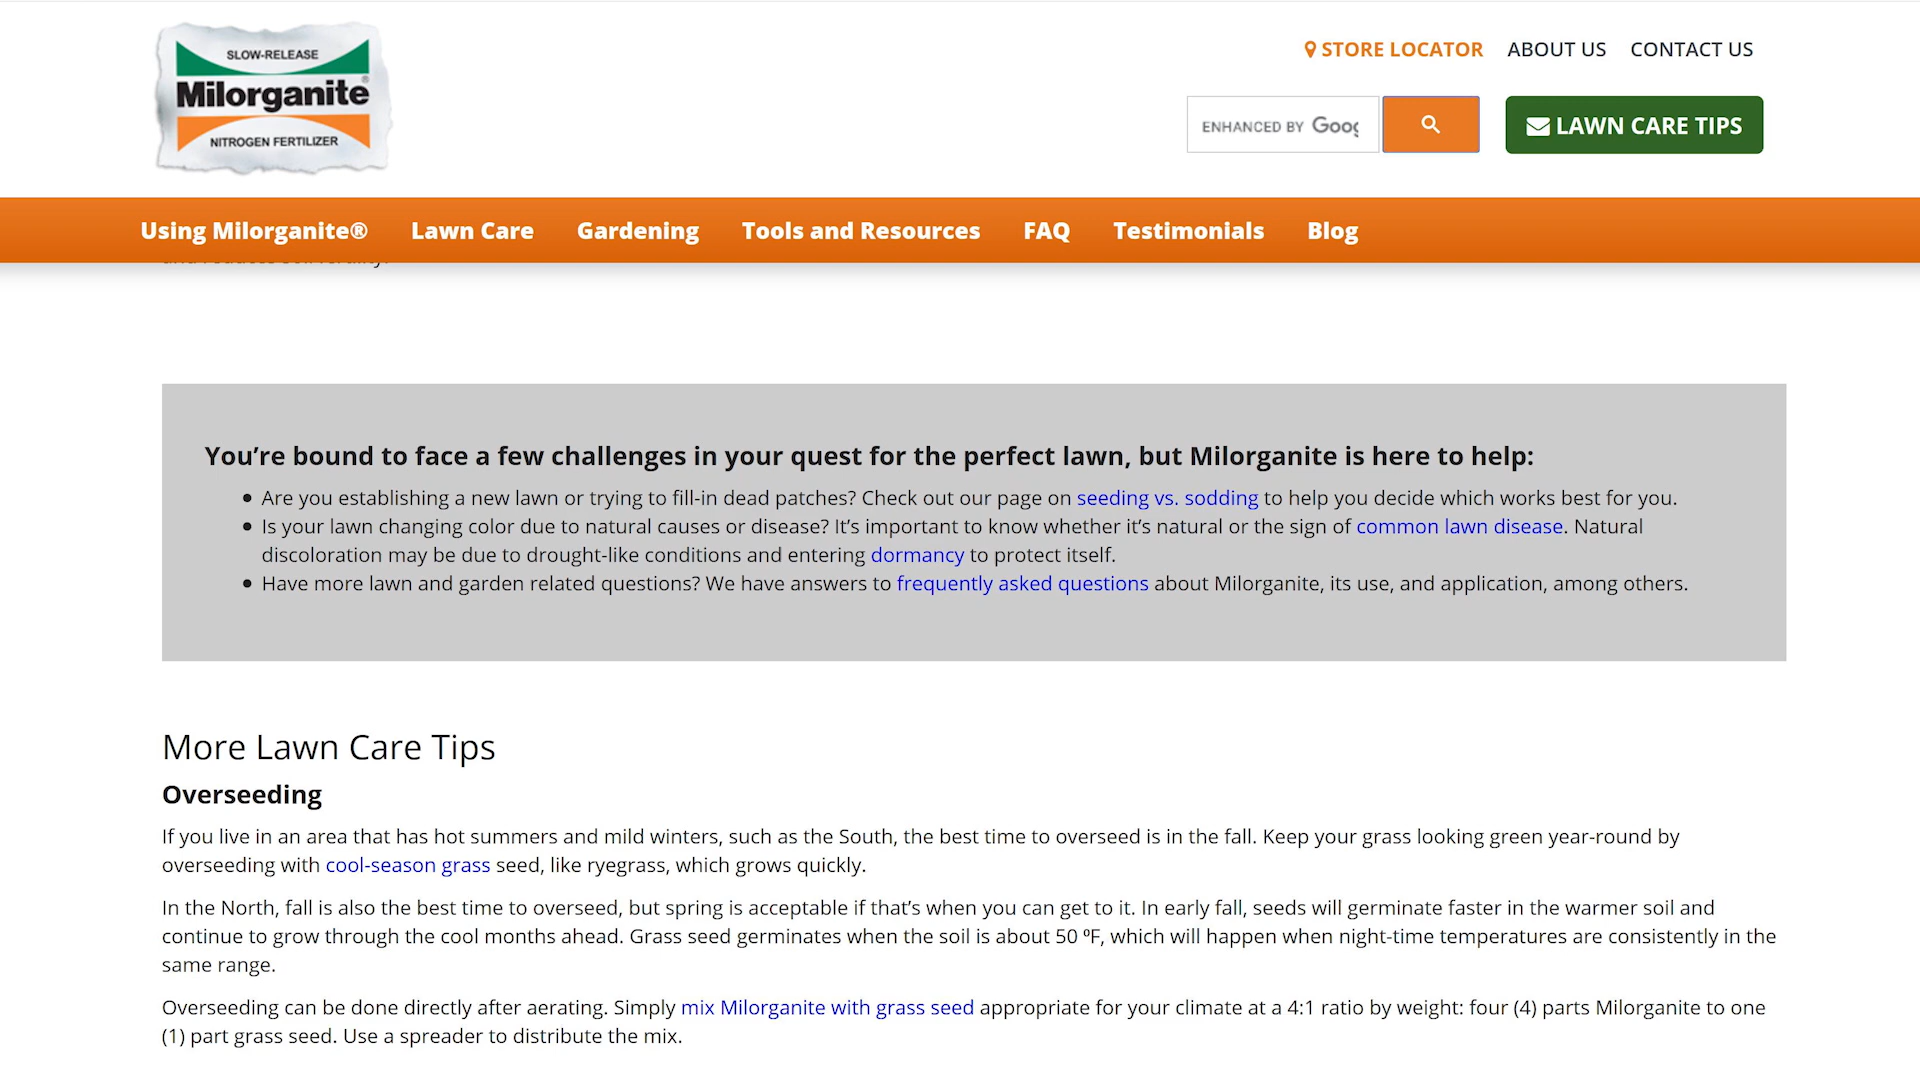 SLOW-RELEASE
Milorganite®
NITROGEN FERTILIZER
STORE LOCATOR ABOUT US CONTACT US
ENHANCED BY Goog
LAWN CARE TIPS
Using Milorganite® Lawn Care Gardening Tools and Resources FAQ Testimonials Blog
You’re bound to face a few challenges in your quest for the perfect lawn, but Milorganite is here to help:
• Are you establishing a new lawn or trying to fill-in dead patches? Check out our page on seeding vs. sodding to help you decide which works best for you.
• Is your lawn changing color due to natural causes or disease? It’s important to know whether it’s natural or the sign of common lawn disease. Natural
discoloration may be due to drought-like conditions and entering dormancy to protect itself.
• Have more lawn and garden related questions? We have answers to frequently asked questions about Milorganite, its use, and application, among others.
More Lawn Care Tips
Overseeding
If you live in an area that has hot summers and mild winters, such as the South, the best time to overseed is in the fall. Keep your grass looking green year-round by
overseeding with cool-season grass seed, like ryegrass, which grows quickly.
In the North, fall is also the best time to overseed, but spring is acceptable if that’s when you can get to it. In early fall, seeds will germinate faster in the warmer soil and
continue to grow through the cool months ahead. Grass seed germinates when the soil is about 50 ºF, which will happen when night-time temperatures are consistently in the
same range.
Overseeding can be done directly after aerating. Simply mix Milorganite with grass seed appropriate for your climate at a 4:1 ratio by weight: four (4) parts Milorganite to one
(1) part grass seed. Use a spreader to distribute the mix.